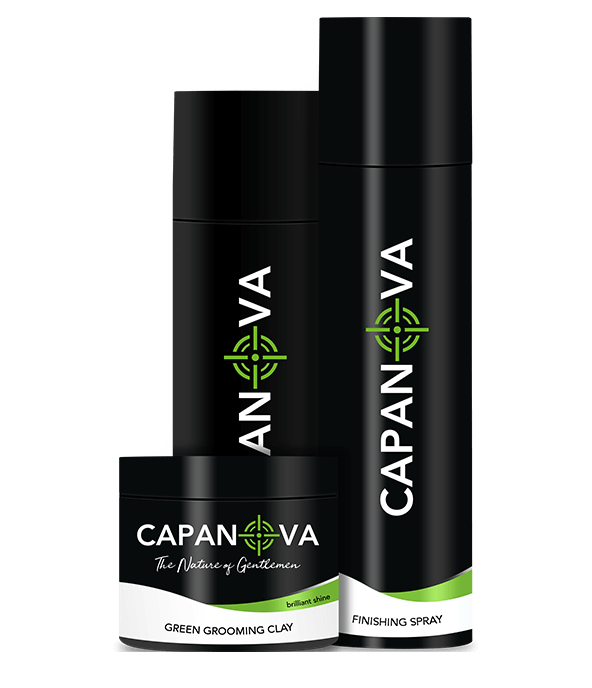 ANOVA
CAPANOVA
FINISHING SPRAY
CAPANOVA
The Nature of Gentlemen
brilliant shine
GREEN GROOMING CLAY